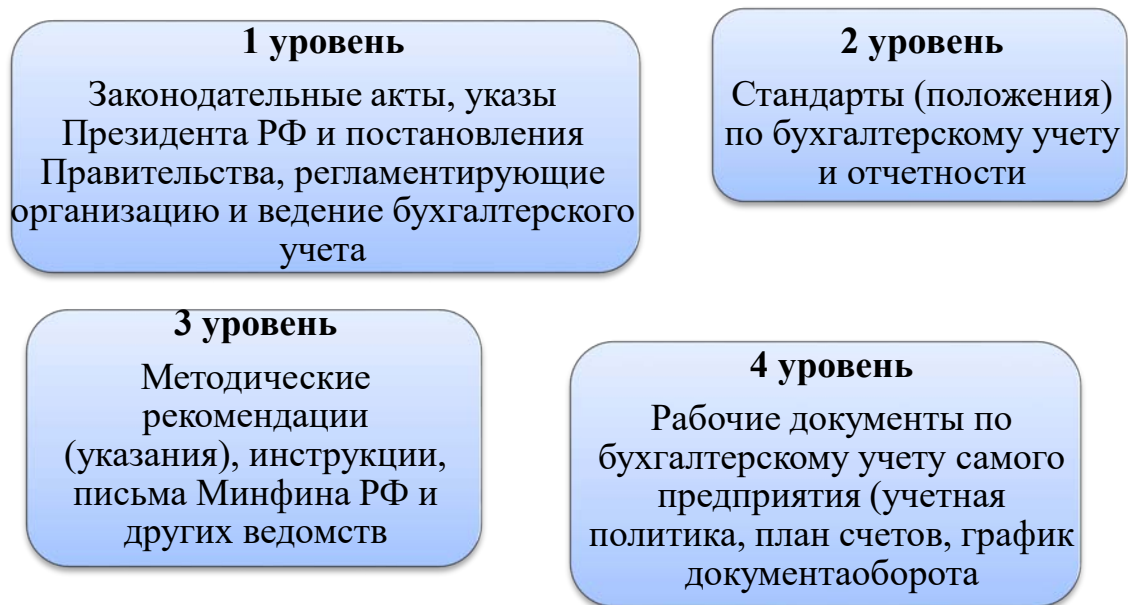 1 уровень
Законодательные акты, указы
Президента РФ и постановления
Правительства, регламентирующие
организацию и ведение бухгалтерского
учета
2 уровень
Стандарты (положения)
по бухгалтерскому учету
и отчетности
3 уровень
Методические
рекомендации
(указания), инструкции,
письма Минфина РФ и
других ведомств
4 уровень
Рабочие документы по
бухгалтерскому учету самого
предприятия (учетная
политика, план счетов, график
документаоборота